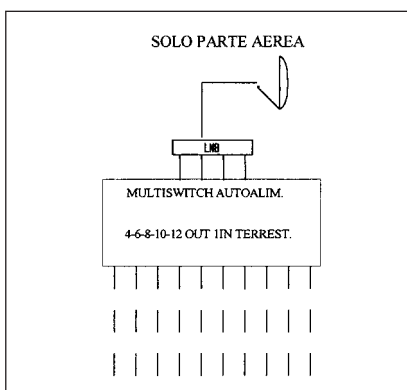 SOLO PARTE AEREA
LNB
MULTISWITCH AUTOALIM.
4-6-8-10-12 OUT 1IN TERREST.